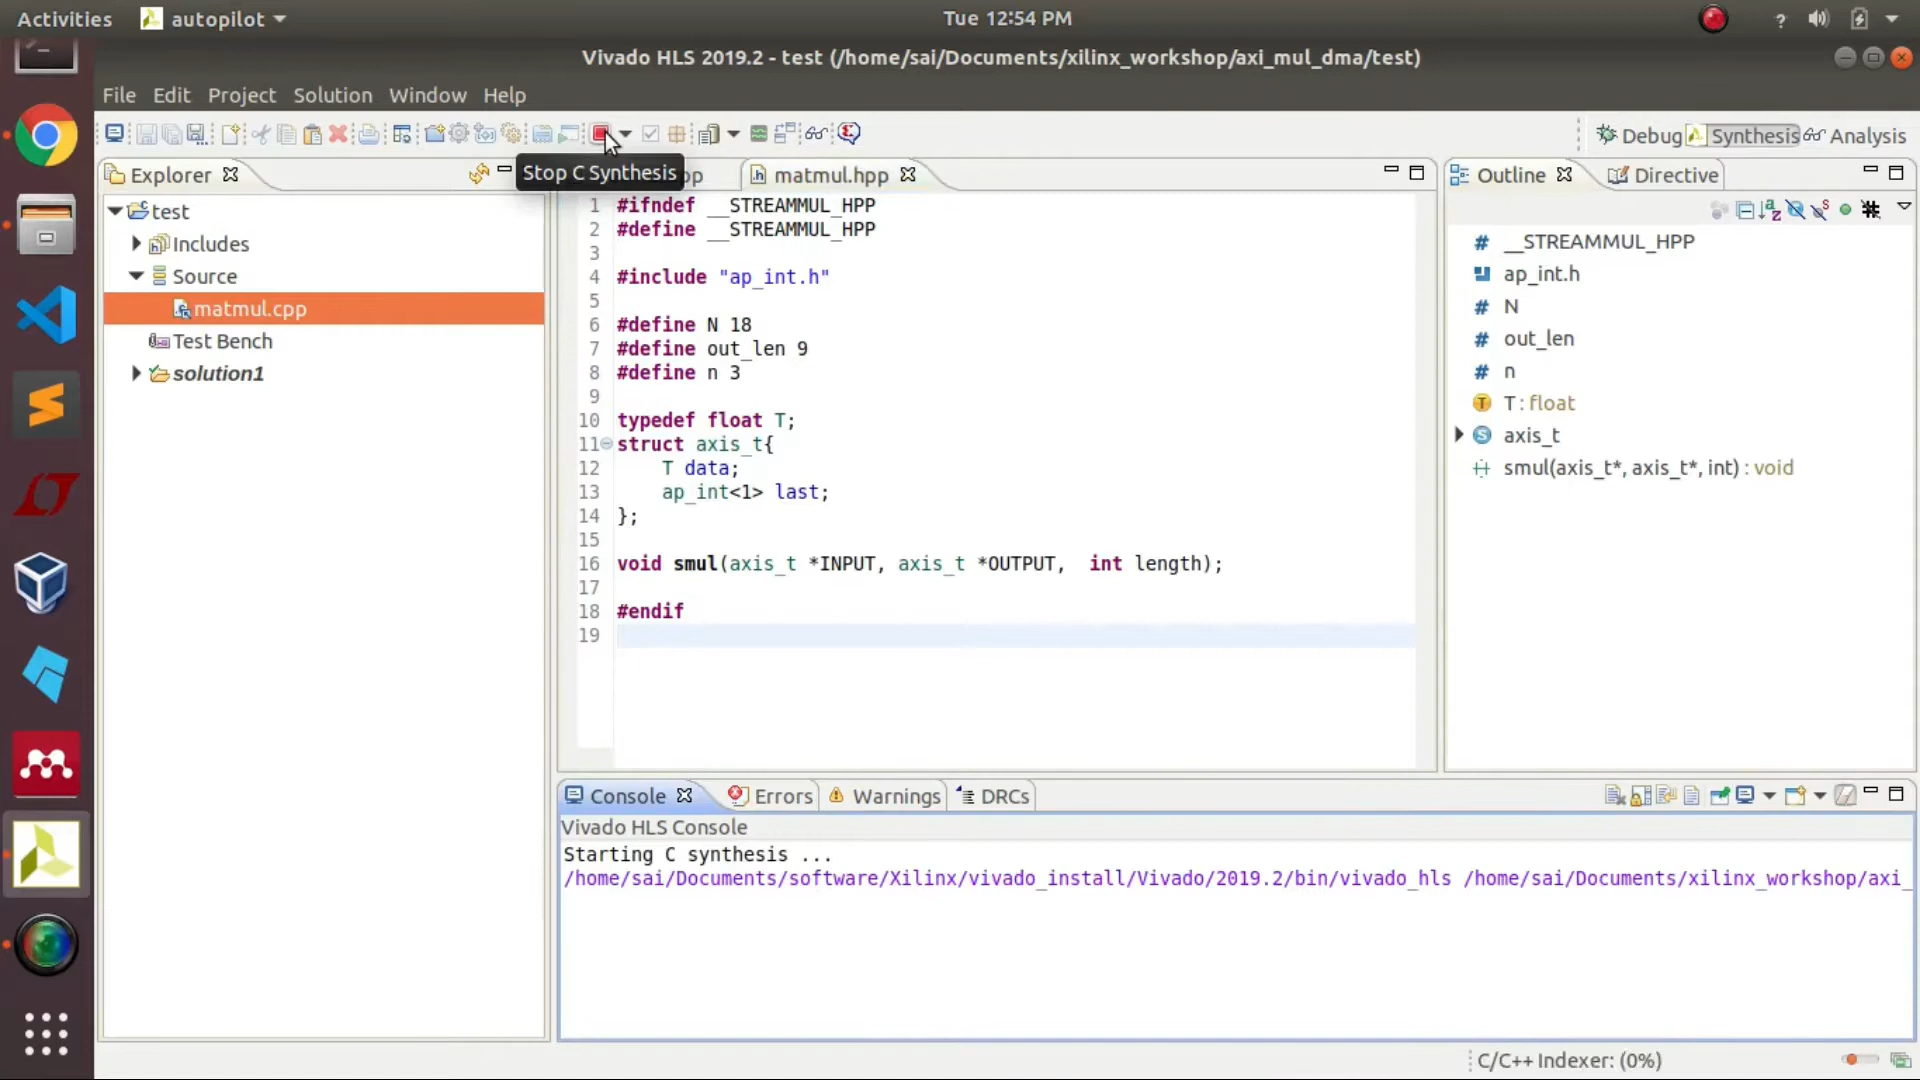 Activities
autopilot
Tue 12:54 PM
?
Vivado HLS 2019.2 - test (/home/sai/Documents/xilinx_workshop/axi_mul_dma/test)
File Edit Project Solution Window Help
Debug Synthesis Analysis
Stop C Synthesis
Explorer
pp
matmul.hpp
Outline
Directive
test
Includes
Source
matmul.cpp
Test Bench
solution1
1 #ifndef __STREAMMUL_HPP
2 #define __STREAMMUL_HPP
3
4 #include "ap_int.h"
5
6 #define N 18
7 #define out_len 9
8 #define n 3
9
10 typedef float T;
11 struct axis_t{
12 T data;
13 ap_int<1> last;
14 };
15
16 void smul(axis_t *INPUT, axis_t *OUTPUT, int length);
17
18 #endif
19
# __STREAMMUL_HPP
ap_int.h
# N
# out_len
# n
T : float
S axis_t
smul(axis_t*, axis_t*, int) : void
Console
Errors
Warnings
DRCs
Vivado HLS Console
Starting C synthesis ...
/home/sai/Documents/software/Xilinx/vivado_install/Vivado/2019.2/bin/vivado_hls /home/sai/Documents/xilinx_workshop/axi_
C/C++ Indexer: (0%)